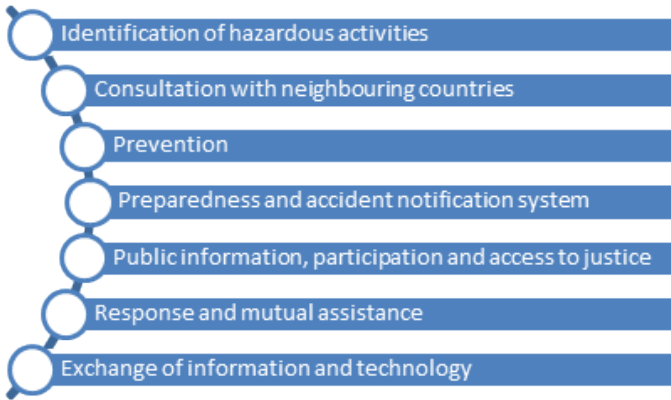 Identification of hazardous activities
Consultation with neighbouring countries
Prevention
Preparedness and accident notification system
Public information, participation and access to justice
Response and mutual assistance
Exchange of information and technology